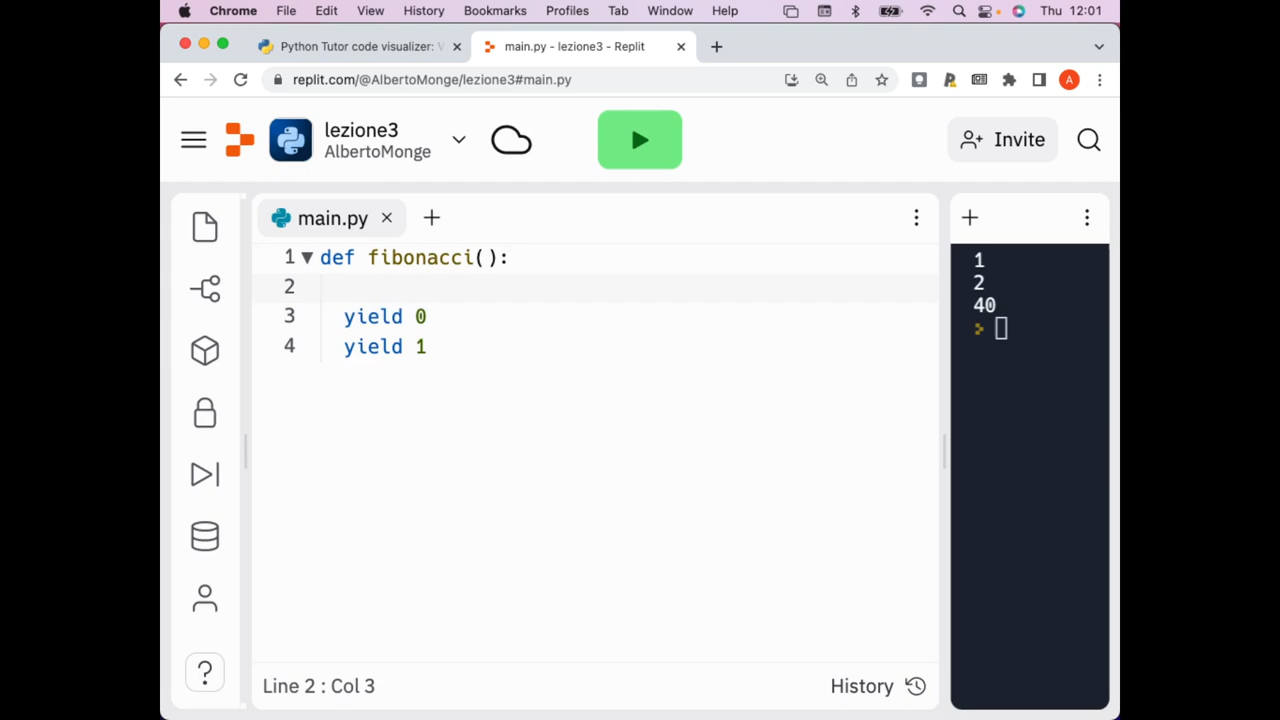 Chrome File Edit View History Bookmarks Profiles Tab Window Help Thu 12:01
Python Tutor code visualizer: V main.py - lezione3 - Replit
replit.com/@AlbertoMonge/lezione3#main.py A
lezione3
AlbertoMonge
Invite
main.py
1 def fibonacci():
2
3 yield 0
4 yield 1
1
2
40
?
Line 2 : Col 3
History